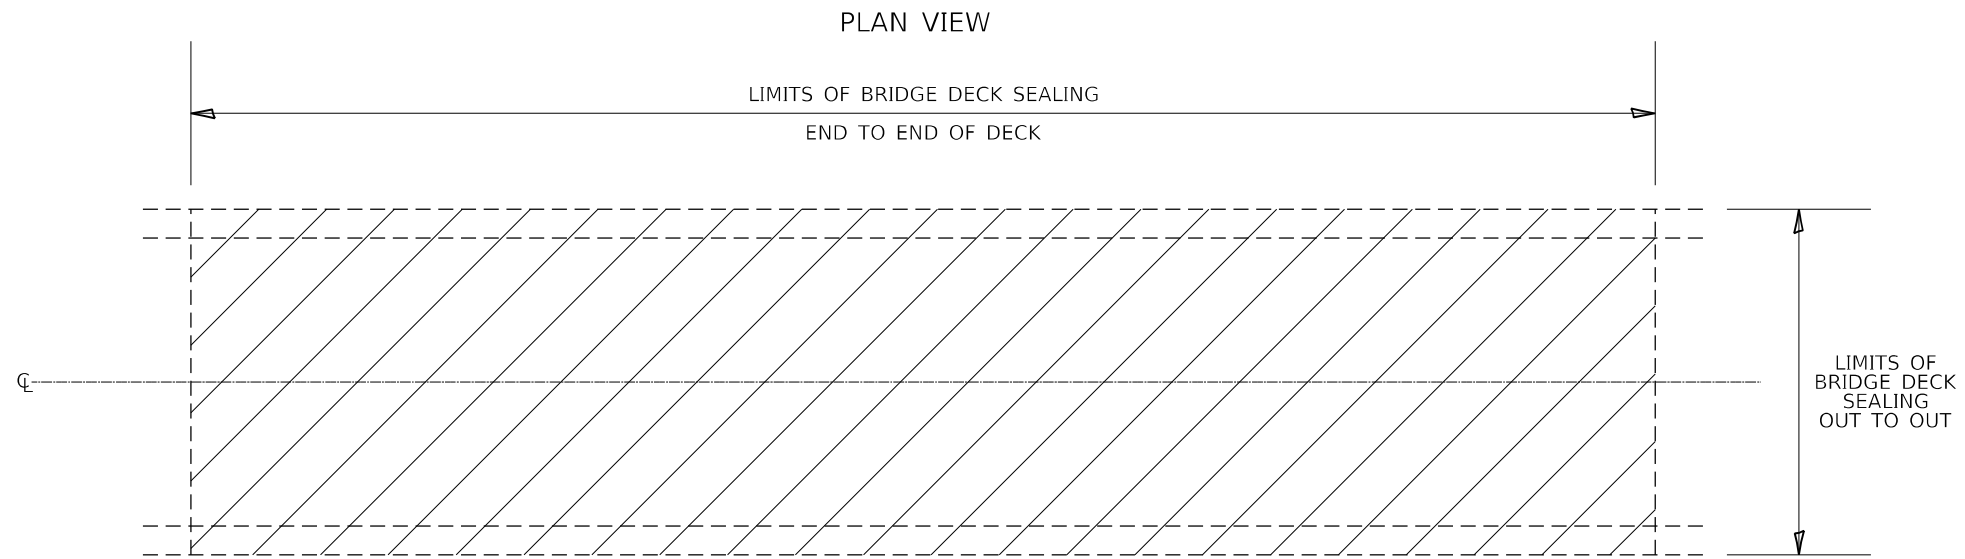 PLAN VIEW
LIMITS OF BRIDGE DECK SEALING
END TO END OF DECK
℄
LIMITS OF
BRIDGE DECK
SEALING
OUT TO OUT